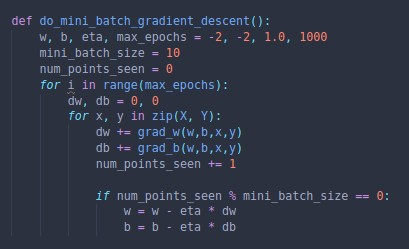 def do_mini_batch_gradient_descent():
    w, b, eta, max_epochs = -2, -2, 1.0, 1000
    mini_batch_size = 10
    num_points_seen = 0
    for i in range(max_epochs):
        dw, db = 0, 0
        for x, y in zip(X, Y):
            dw += grad_w(w,b,x,y)
            db += grad_b(w,b,x,y)
            num_points_seen += 1

            if num_points_seen % mini_batch_size == 0:
                w = w - eta * dw
                b = b - eta * db